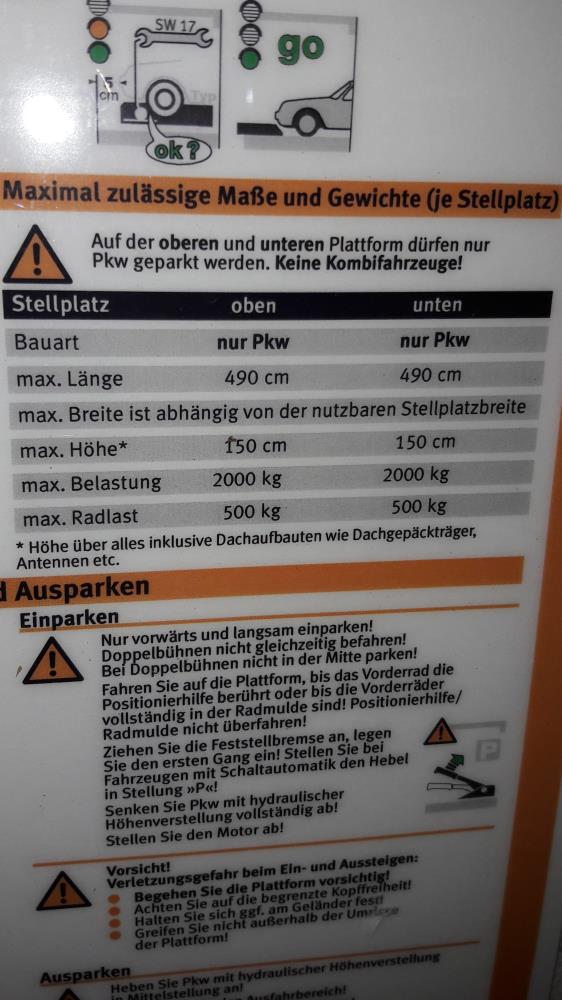 SW 17
5
cm
Typ
ok?
go
Maximal zulässige Maße und Gewichte (je Stellplatz)
Auf der oberen und unteren Plattform dürfen nur
Pkw geparkt werden. Keine Kombifahrzeuge!
Stellplatz oben unten
Bauart nur Pkw nur Pkw
max. Länge 490 cm 490 cm
max. Breite ist abhängig von der nutzbaren Stellplatzbreite
max. Höhe* 150 cm 150 cm
max. Belastung 2000 kg 2000 kg
max. Radlast 500 kg 500 kg
* Höhe über alles inklusive Dachaufbauten wie Dachgepäckträger,
Antennen etc.
d Ausparken
Einparken
Nur vorwärts und langsam einparken!
Doppelbühnen nicht gleichzeitig befahren!
Bei Doppelbühnen nicht in der Mitte parken!
Fahren Sie auf die Plattform, bis das Vorderrad die
Positionierhilfe berührt oder bis die Vorderräder
vollständig in der Radmulde sind! Positionierhilfe/
Radmulde nicht überfahren!
Ziehen Sie die Feststellbremse an, legen
Sie den ersten Gang ein! Stellen Sie bei
Fahrzeugen mit Schaltautomatik den Hebel
in Stellung »P«!
Senken Sie Pkw mit hydraulischer
Höhenverstellung vollständig ab!
Stellen Sie den Motor ab!
P
Vorsicht!
Verletzungsgefahr beim Ein- und Aussteigen:
Begehen Sie die Plattform vorsichtig!
Achten Sie auf die begrenzte Kopffreiheit!
Halten Sie sich ggf. am Geländer fest!
Greifen Sie nicht außerhalb der Umrisse
der Plattform!
Ausparken
Heben Sie Pkw mit hydraulischer Höhenverstellung
in Mittelstellung an!
Ausfahrbereich!